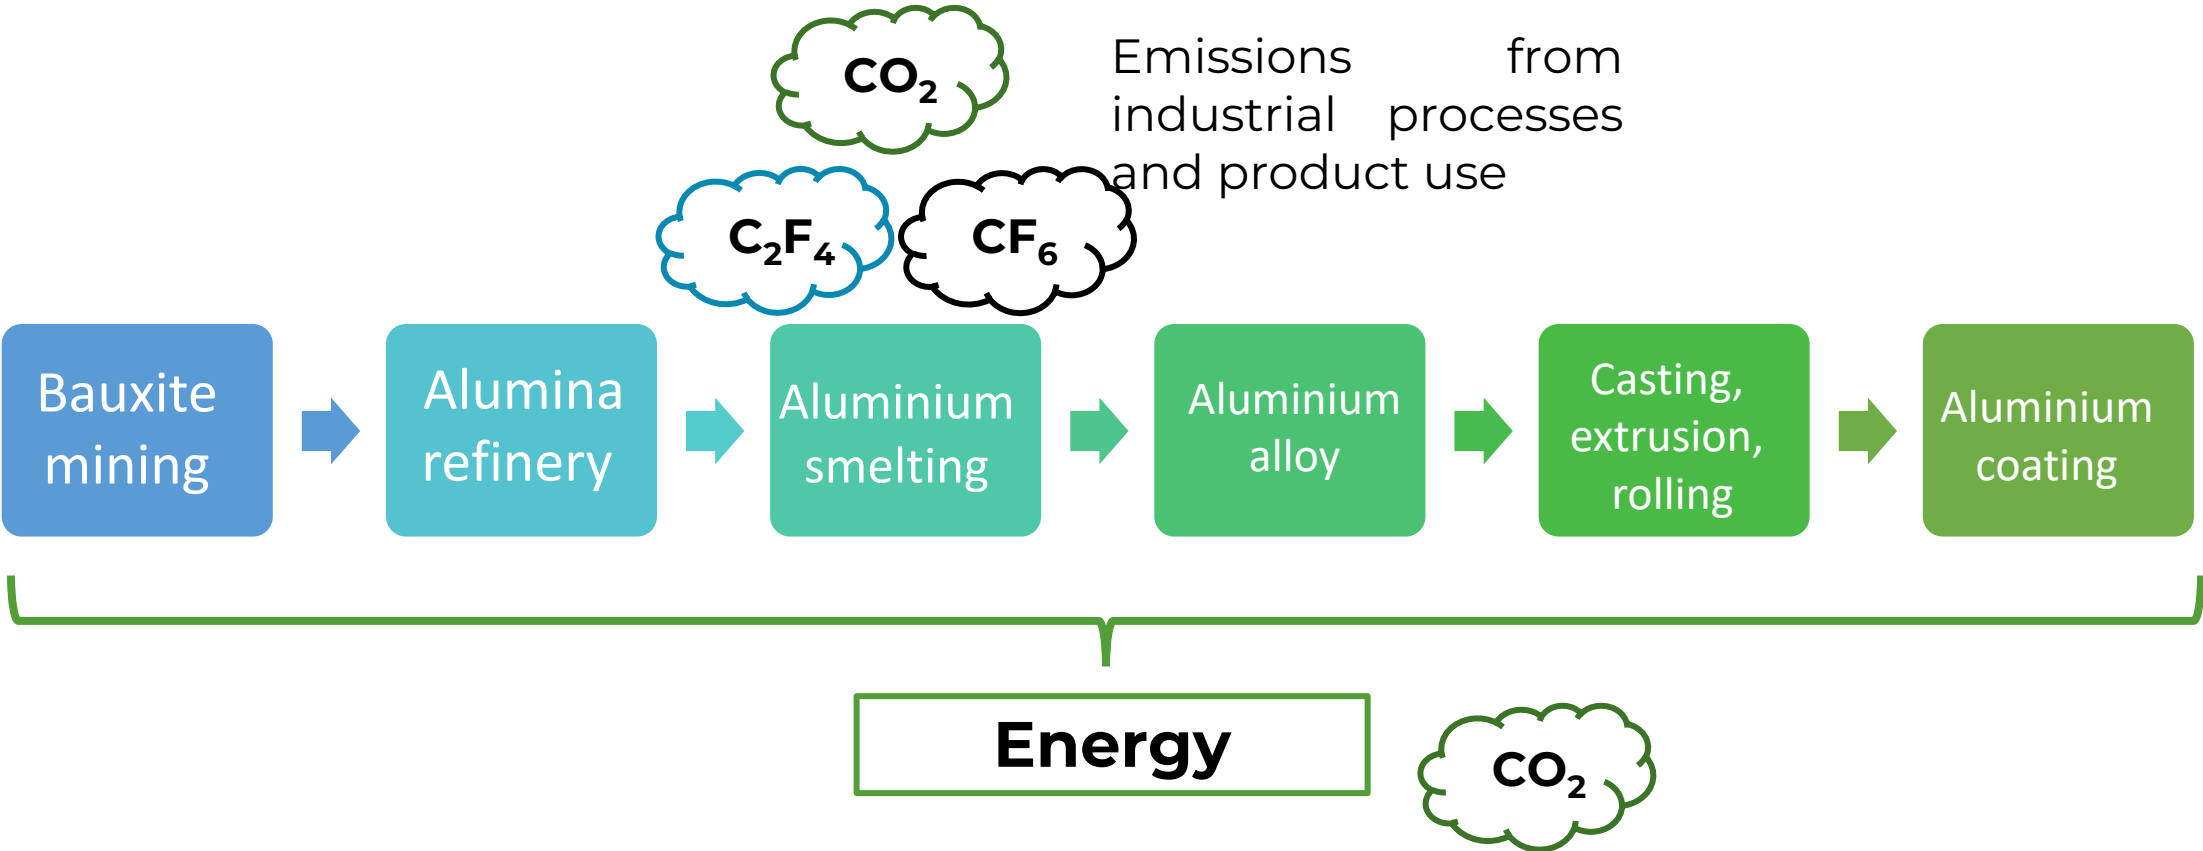 CO₂
Emissions from
industrial processes
and product use
C₂F₄
CF₆
Bauxite
mining
Alumina
refinery
Aluminium
smelting
Aluminium
alloy
Casting,
extrusion,
rolling
Aluminium
coating
Energy
CO₂